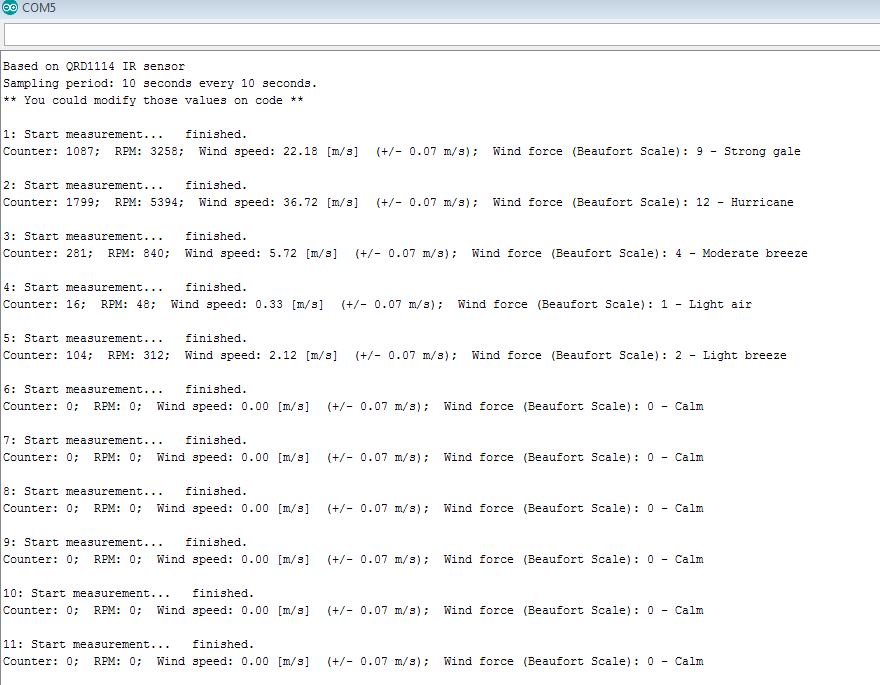 COM5
Based on QRD1114 IR sensor
Sampling period: 10 seconds every 10 seconds.
** You could modify those values on code **
1: Start measurement...   finished.
Counter: 1087;  RPM: 3258;  Wind speed: 22.18 [m/s]  (+/- 0.07 m/s);  Wind force (Beaufort Scale): 9 - Strong gale
2: Start measurement...   finished.
Counter: 1799;  RPM: 5394;  Wind speed: 36.72 [m/s]  (+/- 0.07 m/s);  Wind force (Beaufort Scale): 12 - Hurricane
3: Start measurement...   finished.
Counter: 281;  RPM: 840;  Wind speed: 5.72 [m/s]  (+/- 0.07 m/s);  Wind force (Beaufort Scale): 4 - Moderate breeze
4: Start measurement...   finished.
Counter: 16;  RPM: 48;  Wind speed: 0.33 [m/s]  (+/- 0.07 m/s);  Wind force (Beaufort Scale): 1 - Light air
5: Start measurement...   finished.
Counter: 104;  RPM: 312;  Wind speed: 2.12 [m/s]  (+/- 0.07 m/s);  Wind force (Beaufort Scale): 2 - Light breeze
6: Start measurement...   finished.
Counter: 0;  RPM: 0;  Wind speed: 0.00 [m/s]  (+/- 0.07 m/s);  Wind force (Beaufort Scale): 0 - Calm
7: Start measurement...   finished.
Counter: 0;  RPM: 0;  Wind speed: 0.00 [m/s]  (+/- 0.07 m/s);  Wind force (Beaufort Scale): 0 - Calm
8: Start measurement...   finished.
Counter: 0;  RPM: 0;  Wind speed: 0.00 [m/s]  (+/- 0.07 m/s);  Wind force (Beaufort Scale): 0 - Calm
9: Start measurement...   finished.
Counter: 0;  RPM: 0;  Wind speed: 0.00 [m/s]  (+/- 0.07 m/s);  Wind force (Beaufort Scale): 0 - Calm
10: Start measurement...   finished.
Counter: 0;  RPM: 0;  Wind speed: 0.00 [m/s]  (+/- 0.07 m/s);  Wind force (Beaufort Scale): 0 - Calm
11: Start measurement...   finished.
Counter: 0;  RPM: 0;  Wind speed: 0.00 [m/s]  (+/- 0.07 m/s);  Wind force (Beaufort Scale): 0 - Calm